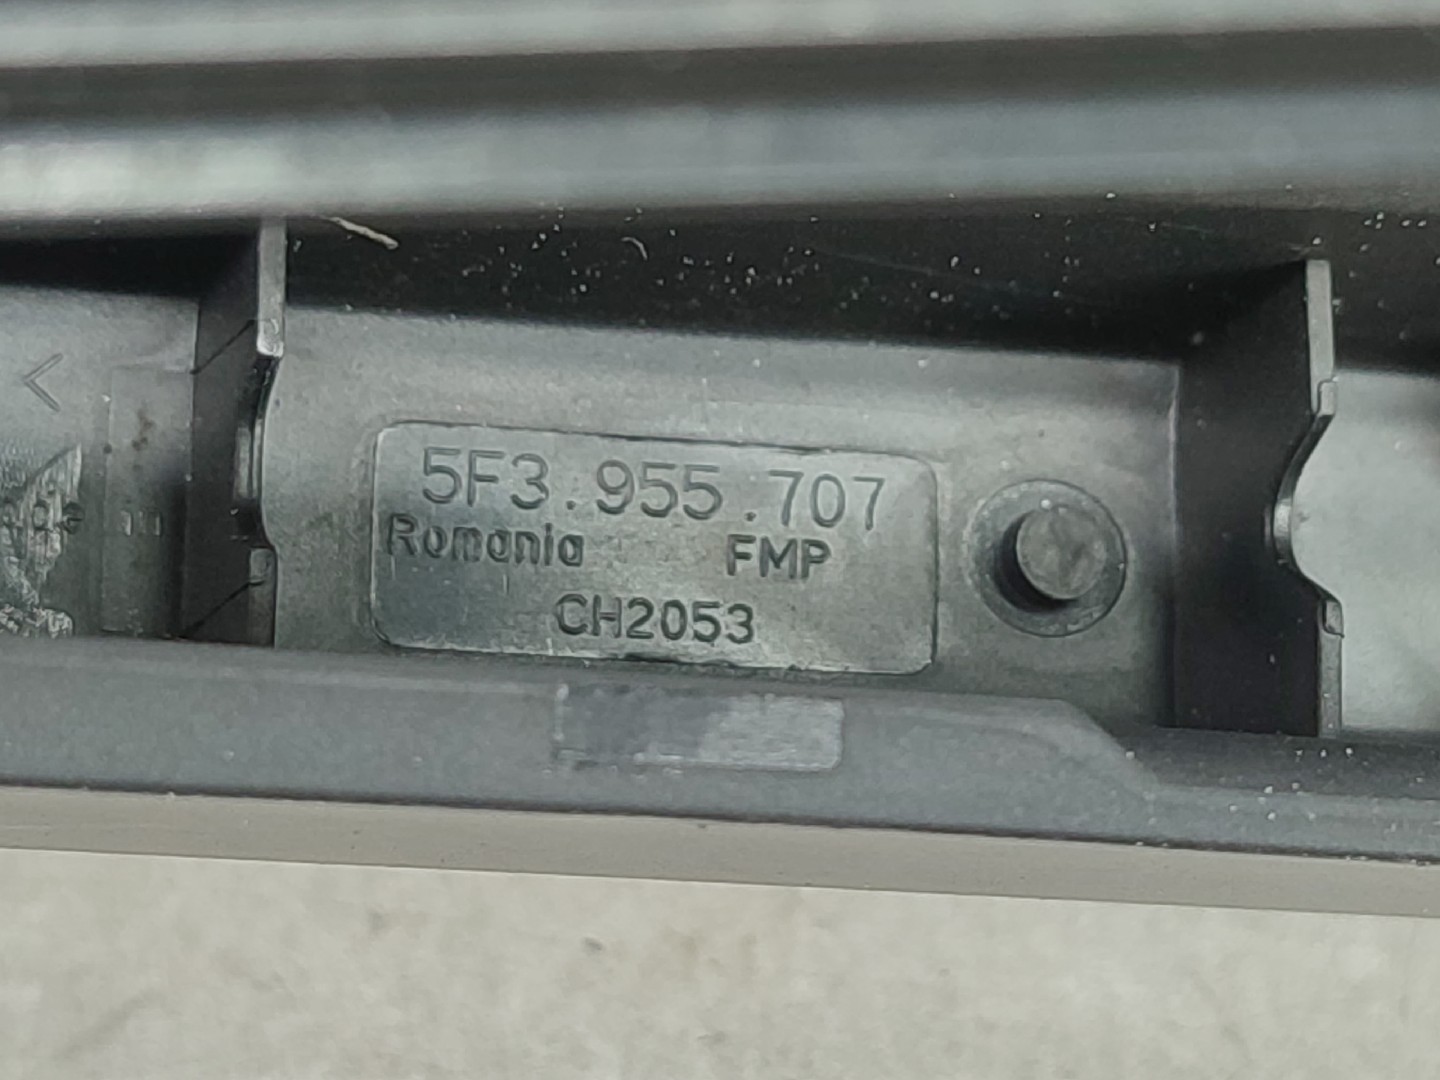 5F3.955.707
Romania FMP
CH2053
<